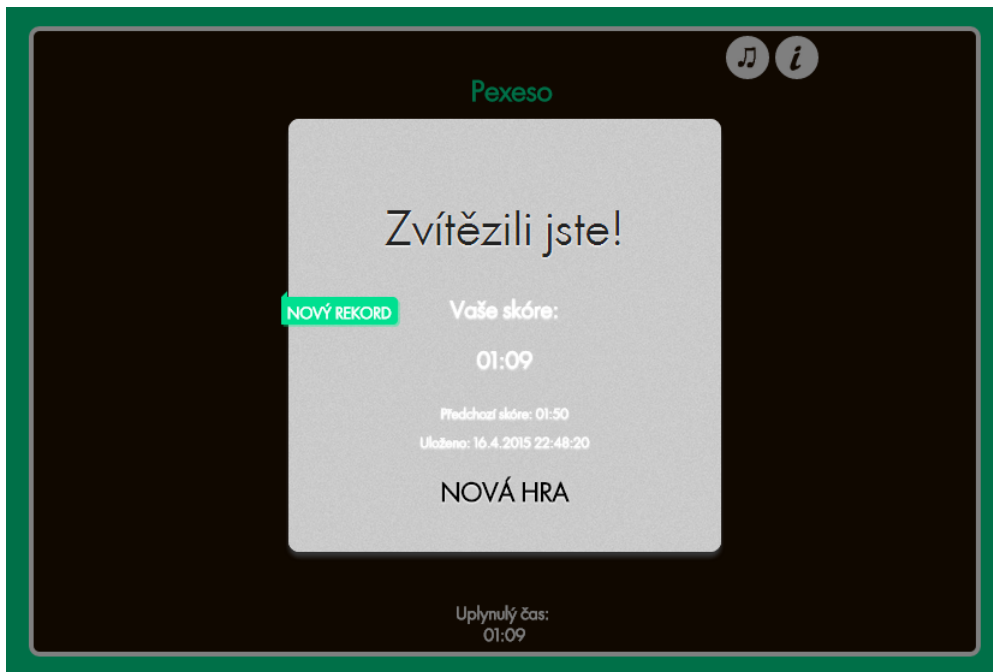 Pexeso
Zvítězili jste!
NOVÝ REKORD
Vaše skóre:
01:09
Předchozí skóre: 01:50
Uloženo: 16.4.2015 22:48:20
NOVÁ HRA
Uplynulý čas:
01:09